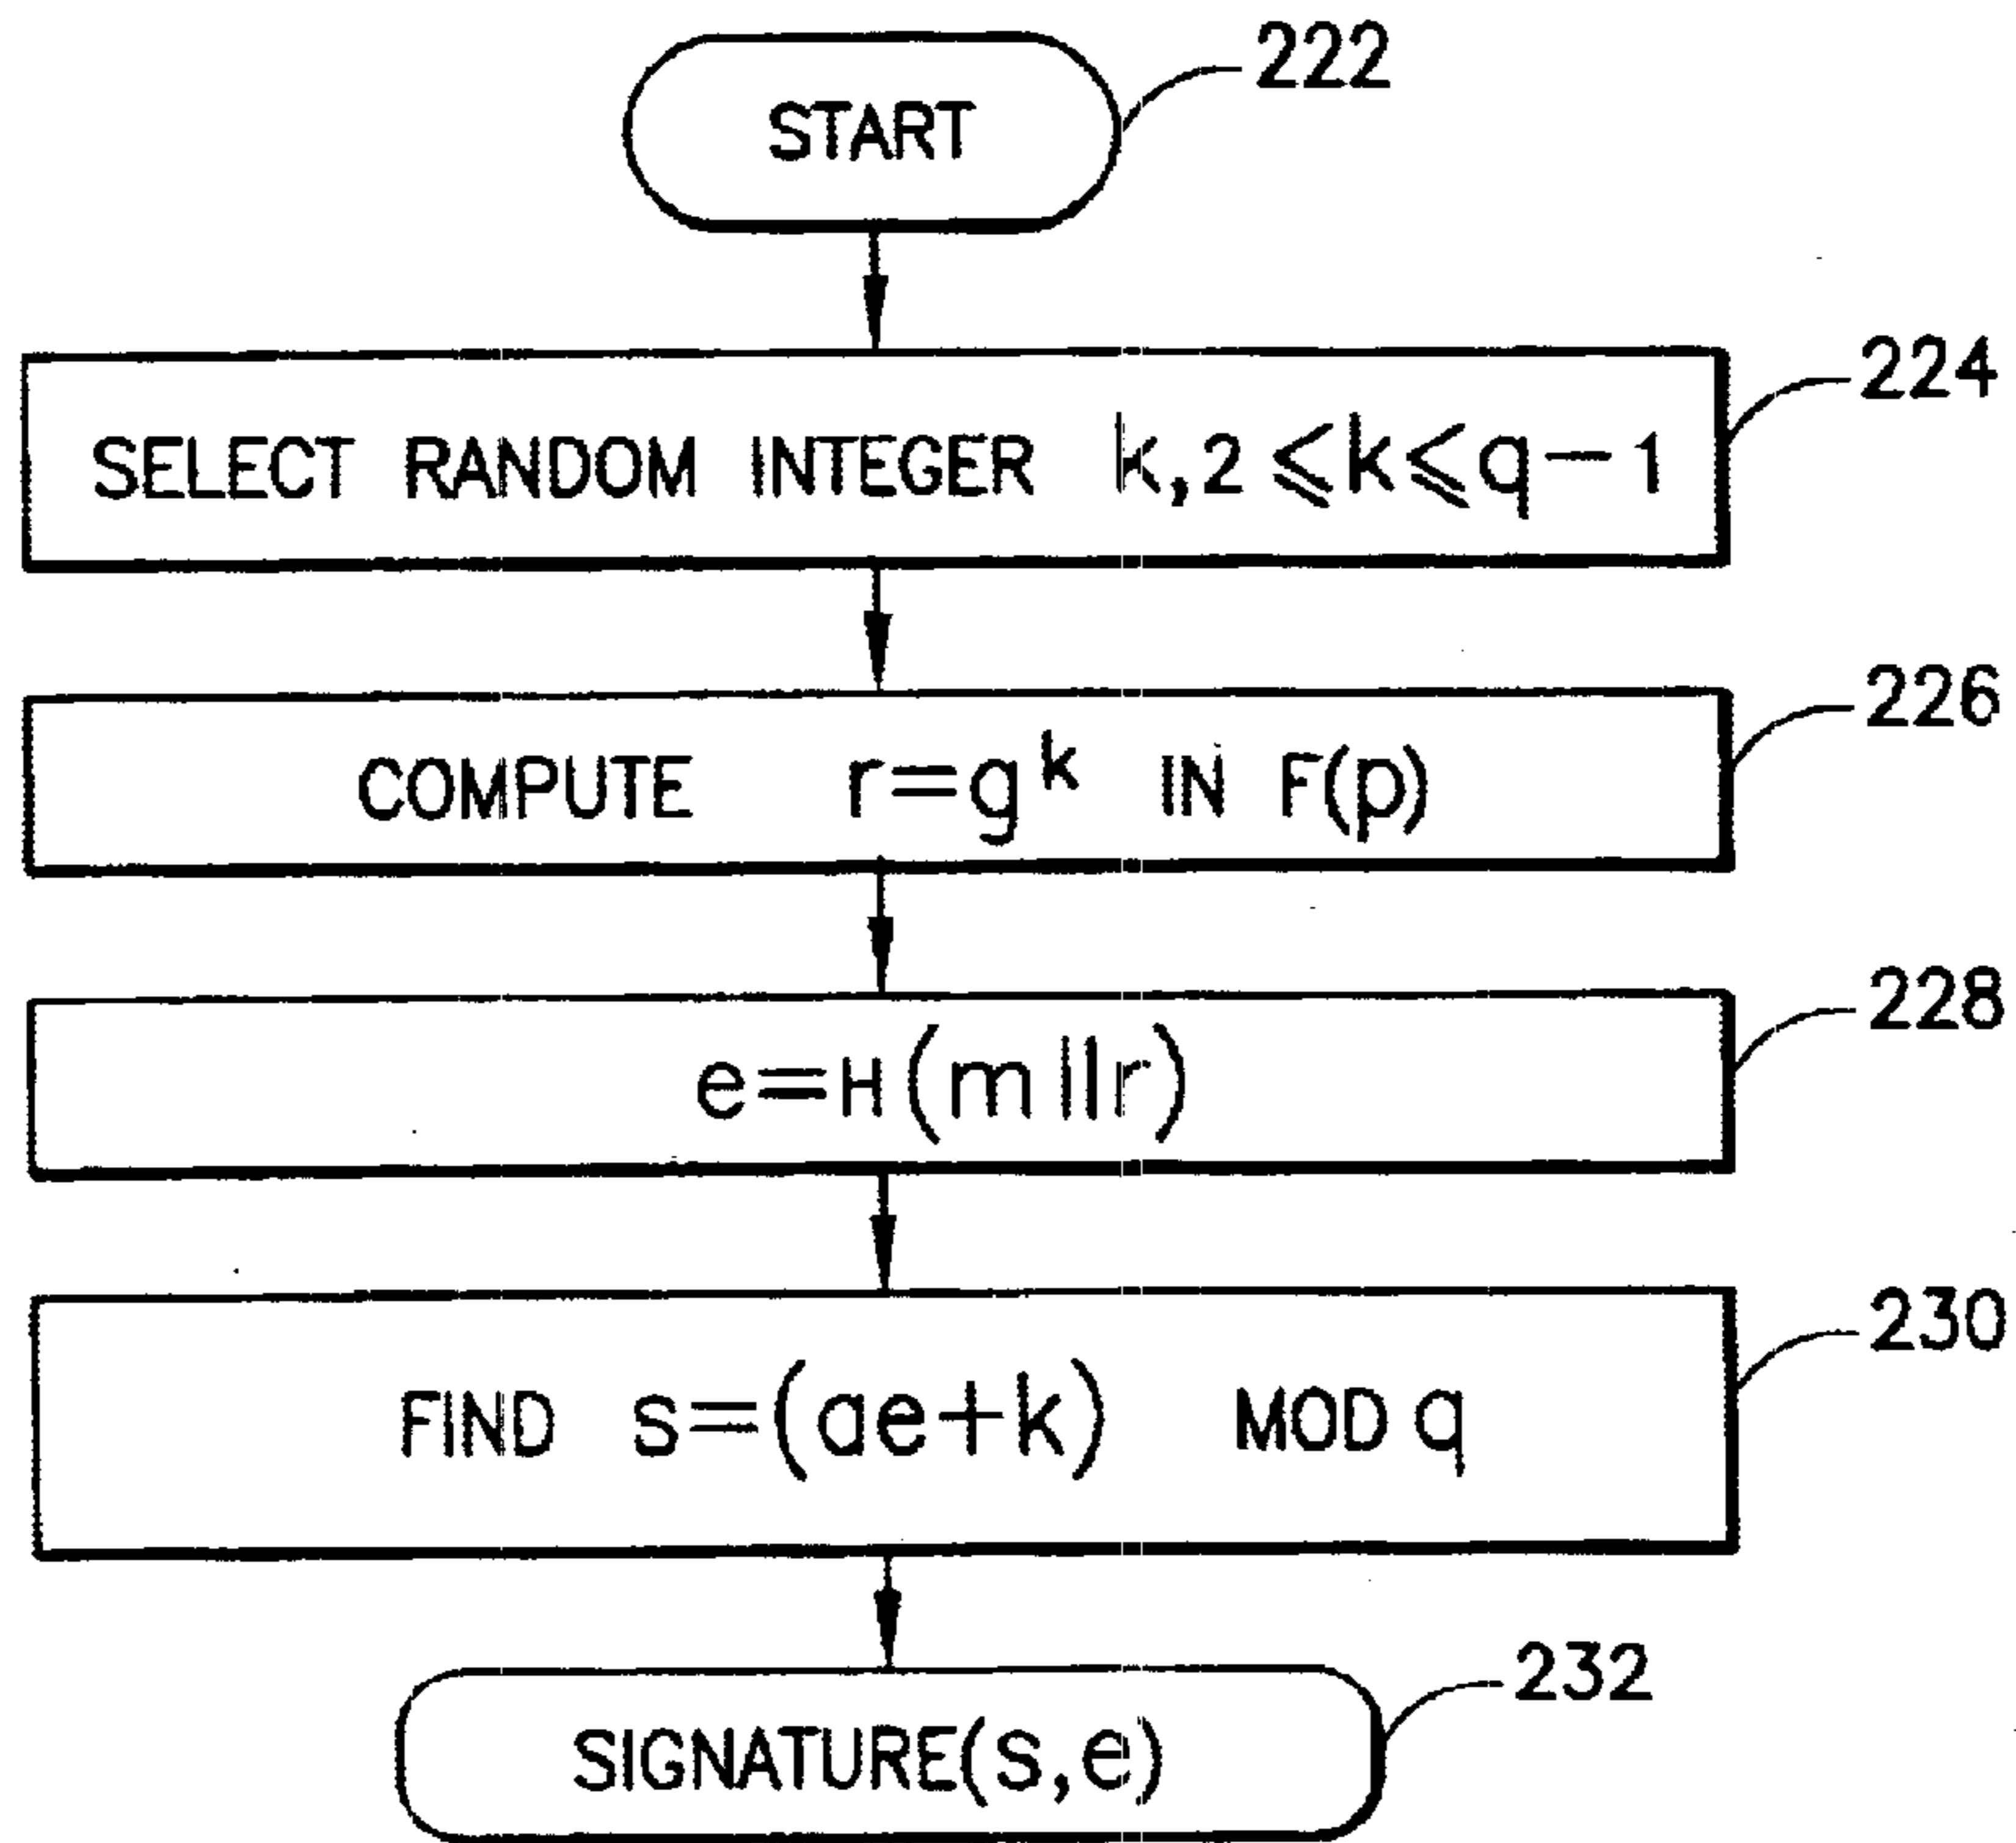 START
222
SELECT RANDOM INTEGER k,2≤k≤q-1
224
COMPUTE r=g^k IN F(p)
226
e=H(m||r)
228
FIND s=(ae+k) MOD q
230
SIGNATURE(s,e)
232